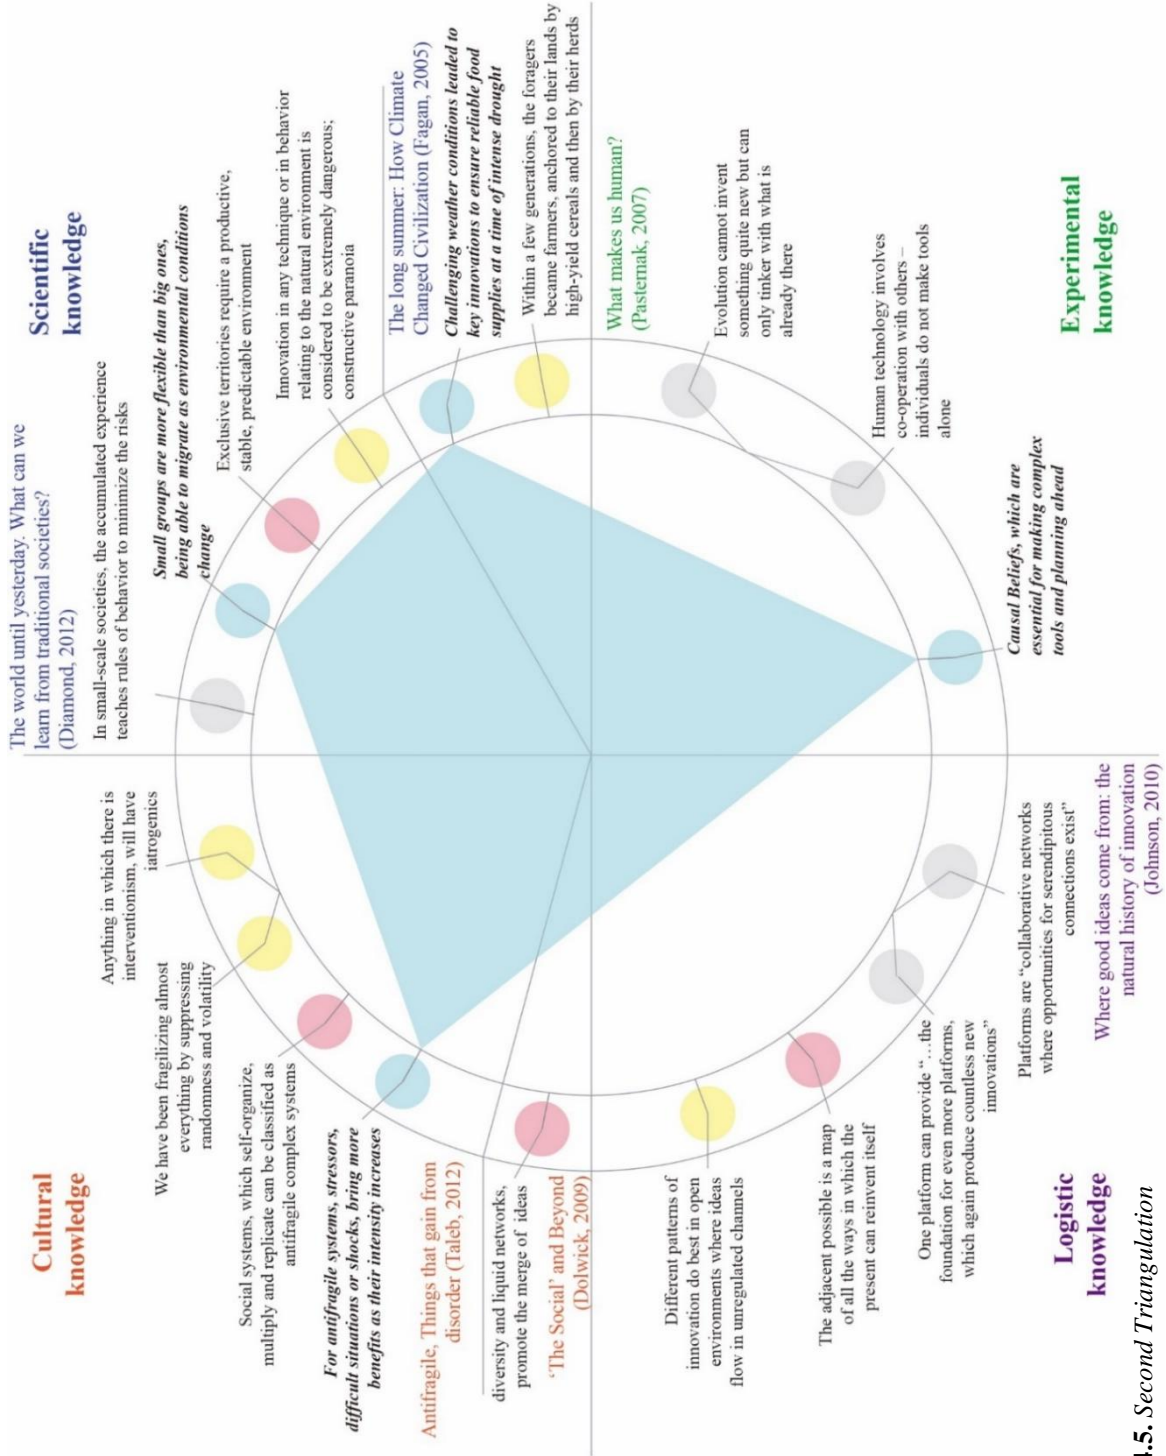 Cultural
knowledge
Scientific
knowledge
The world until yesterday. What can we
learn from traditional societies?
(Diamond, 2012)
In small-scale societies, the accumulated experience
teaches rules of behavior to minimize the risks
Small groups are more flexible than big ones,
being able to migrate as environmental conditions
change
Exclusive territories require a productive,
stable, predictable environment
Innovation in any technique or in behavior
relating to the natural environment is
considered to be extremely dangerous;
constructive paranoia
The long summer: How Climate
Changed Civilization (Fagan, 2005)
Challenging weather conditions leadted to
key innovations to ensure reliable food
supplies at a time of intense drought
Within a few generations, the foragers
became farmers, anchored to their lands by
high-yield cereals and then by their herds
What makes us human?
(Pasternak, 2007)
Evolution cannot invent
something quite new but can
only tinker with what is
already there
Human technology involves
co-operation with others –
individuals do not make tools
alone
Causal Beliefs, which are
essential for making complex
tools and planning ahead
Experimental
knowledge
Anything in which there is
interventionism, will have
iatrogenics
We have been fragilizing almost
everything by suppressing
randomness and volatility
Social systems, which self-organize,
multiply and replicate can be classified as
antifragile complex systems
For antifragile systems, stressors,
difficult situations or shocks, bring more
benefits as their intensity increases
Antifragile, Things that gain from
disorder (Taleb, 2012)
diversity and liquid networks,
promote the merge of ideas
‘The Social’ and Beyond
(Dolwick, 2009)
Different patterns of
innovation do best in open
environments where ideas
flow in unregulated channels
The adjacent possible is a map
of all the ways in which the
present can reinvent itself
One platform can provide “…the
foundation for even more platforms,
which again produce countless new
innovations”
Platforms are “collaborative networks
where opportunities for serendipitous
connections exist”
Where good ideas come from: the
natural history of innovation
(Johnson, 2010)
Logistic
knowledge
4.5. Second Triangulation